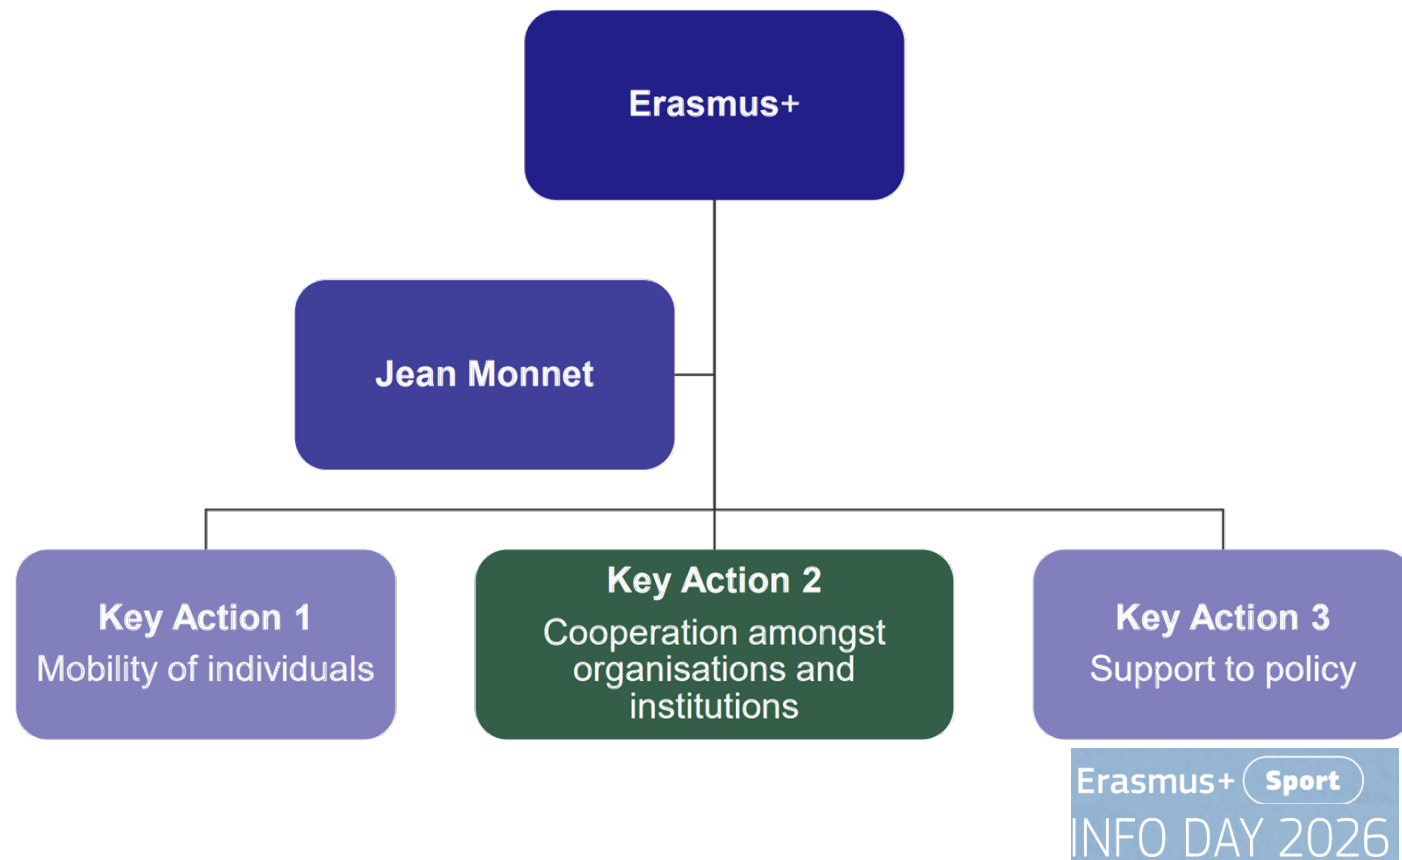 Erasmus+
Jean Monnet
Key Action 1
Mobility of individuals
Key Action 2
Cooperation amongst
organisations and
institutions
Key Action 3
Support to policy
Erasmus+ Sport
INFO DAY 2026